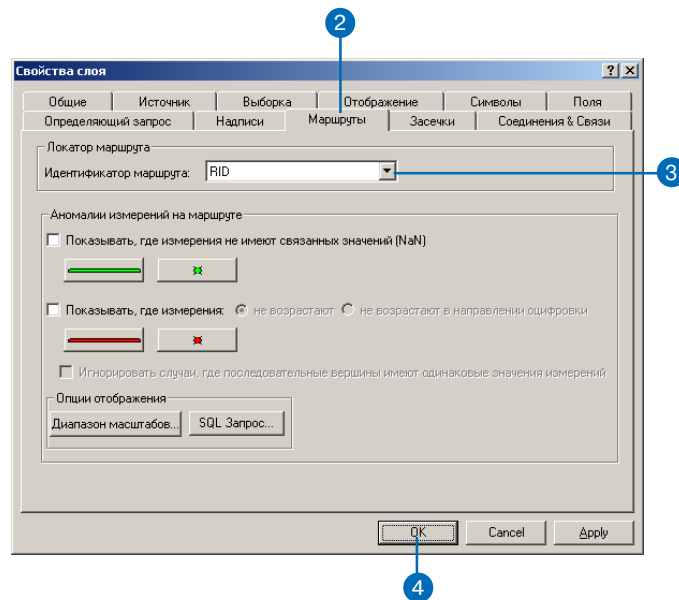 2
Свойства слоя
Общие Источник Выборка Отображение Символы Поля
Определяющий запрос Надписи Маршруты Засечки Соединения & Связи
Локатор маршрута
Идентификатор маршрута: RID
3
Аномалии измерений на маршруте
Показывать, где измерения не имеют связанных значений (NaN)
Показывать, где измерения: не возрастают не возрастают в направлении оцифровки
Игнорировать случаи, где последовательные вершины имеют одинаковые значения измерений
Опции отображения
Диапазон масштабов... SQL Запрос...
OK Cancel Apply
4